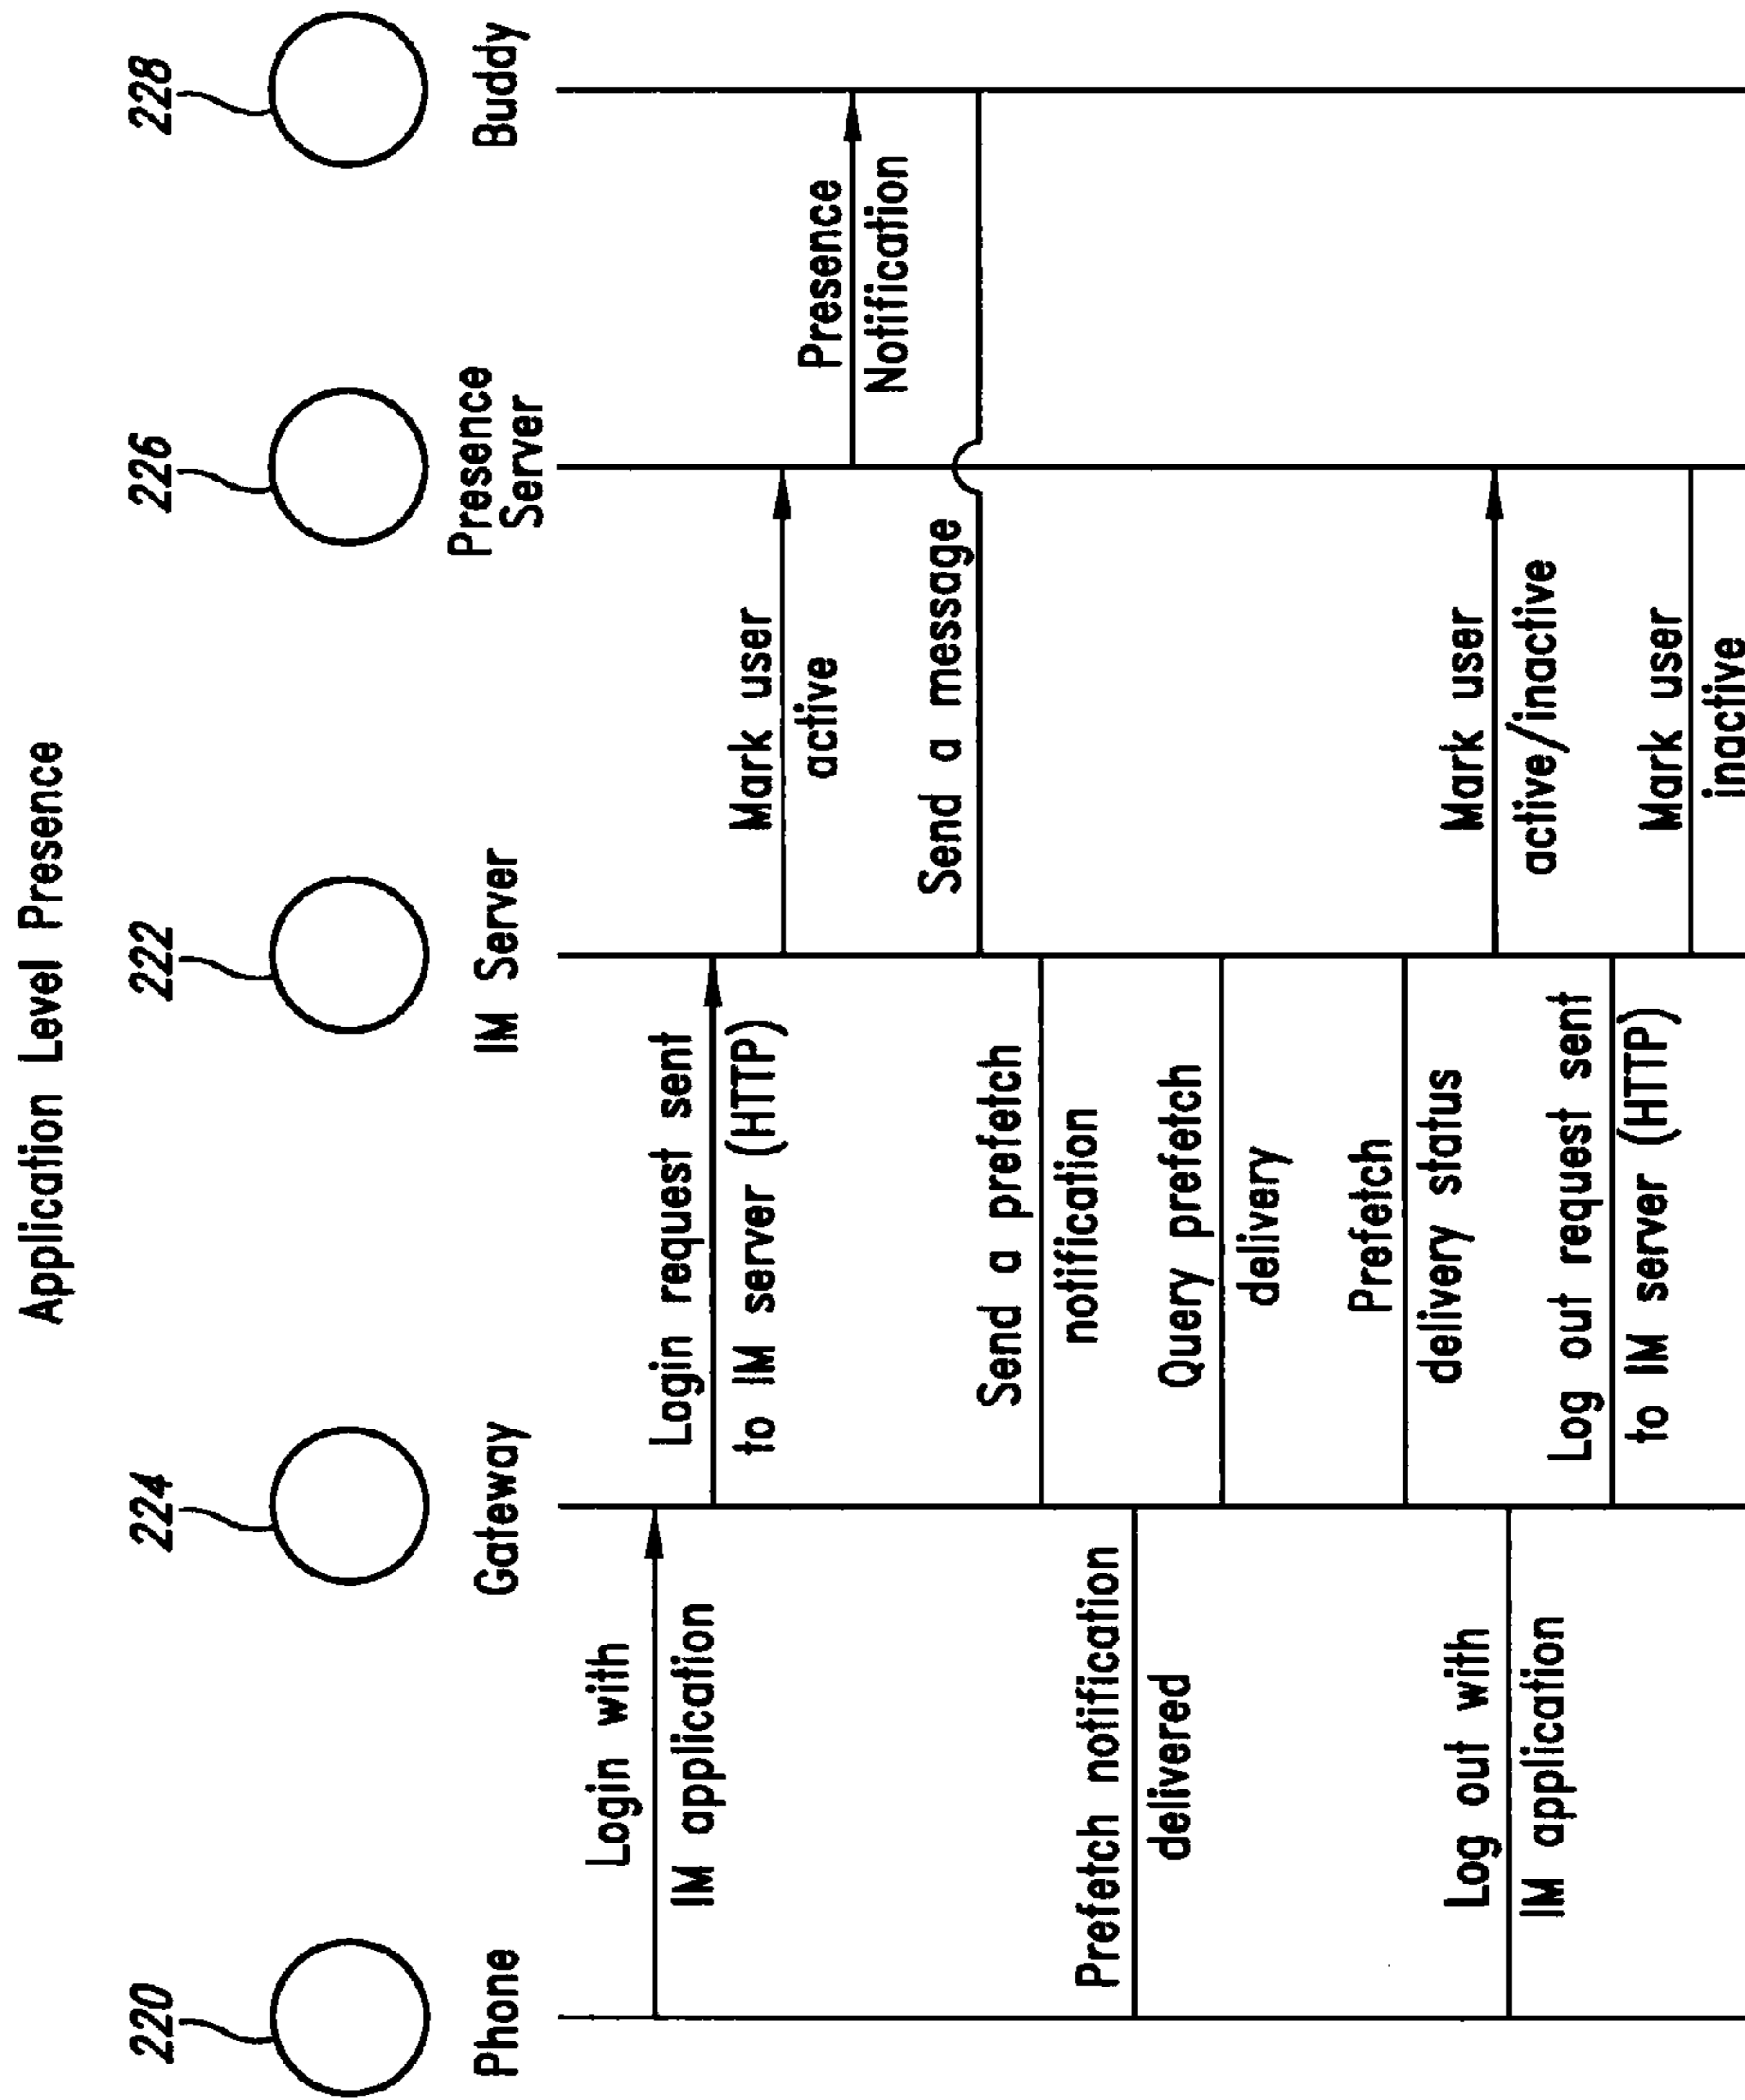 Application Level Presence
220
224
222
226
228
Phone
Gateway
IM Server
Presence
Server
Buddy
Login with
IM application
Login request sent
to IM server (HTTP)
Mark user
active
Presence
Notification
Send a message
Send a prefetch
notification
Prefetch notification
delivered
Query prefetch
delivery
Prefetch
delivery status
Mark user
active/inactive
Log out with
IM application
Log out request sent
to IM server (HTTP)
Mark user
inactive